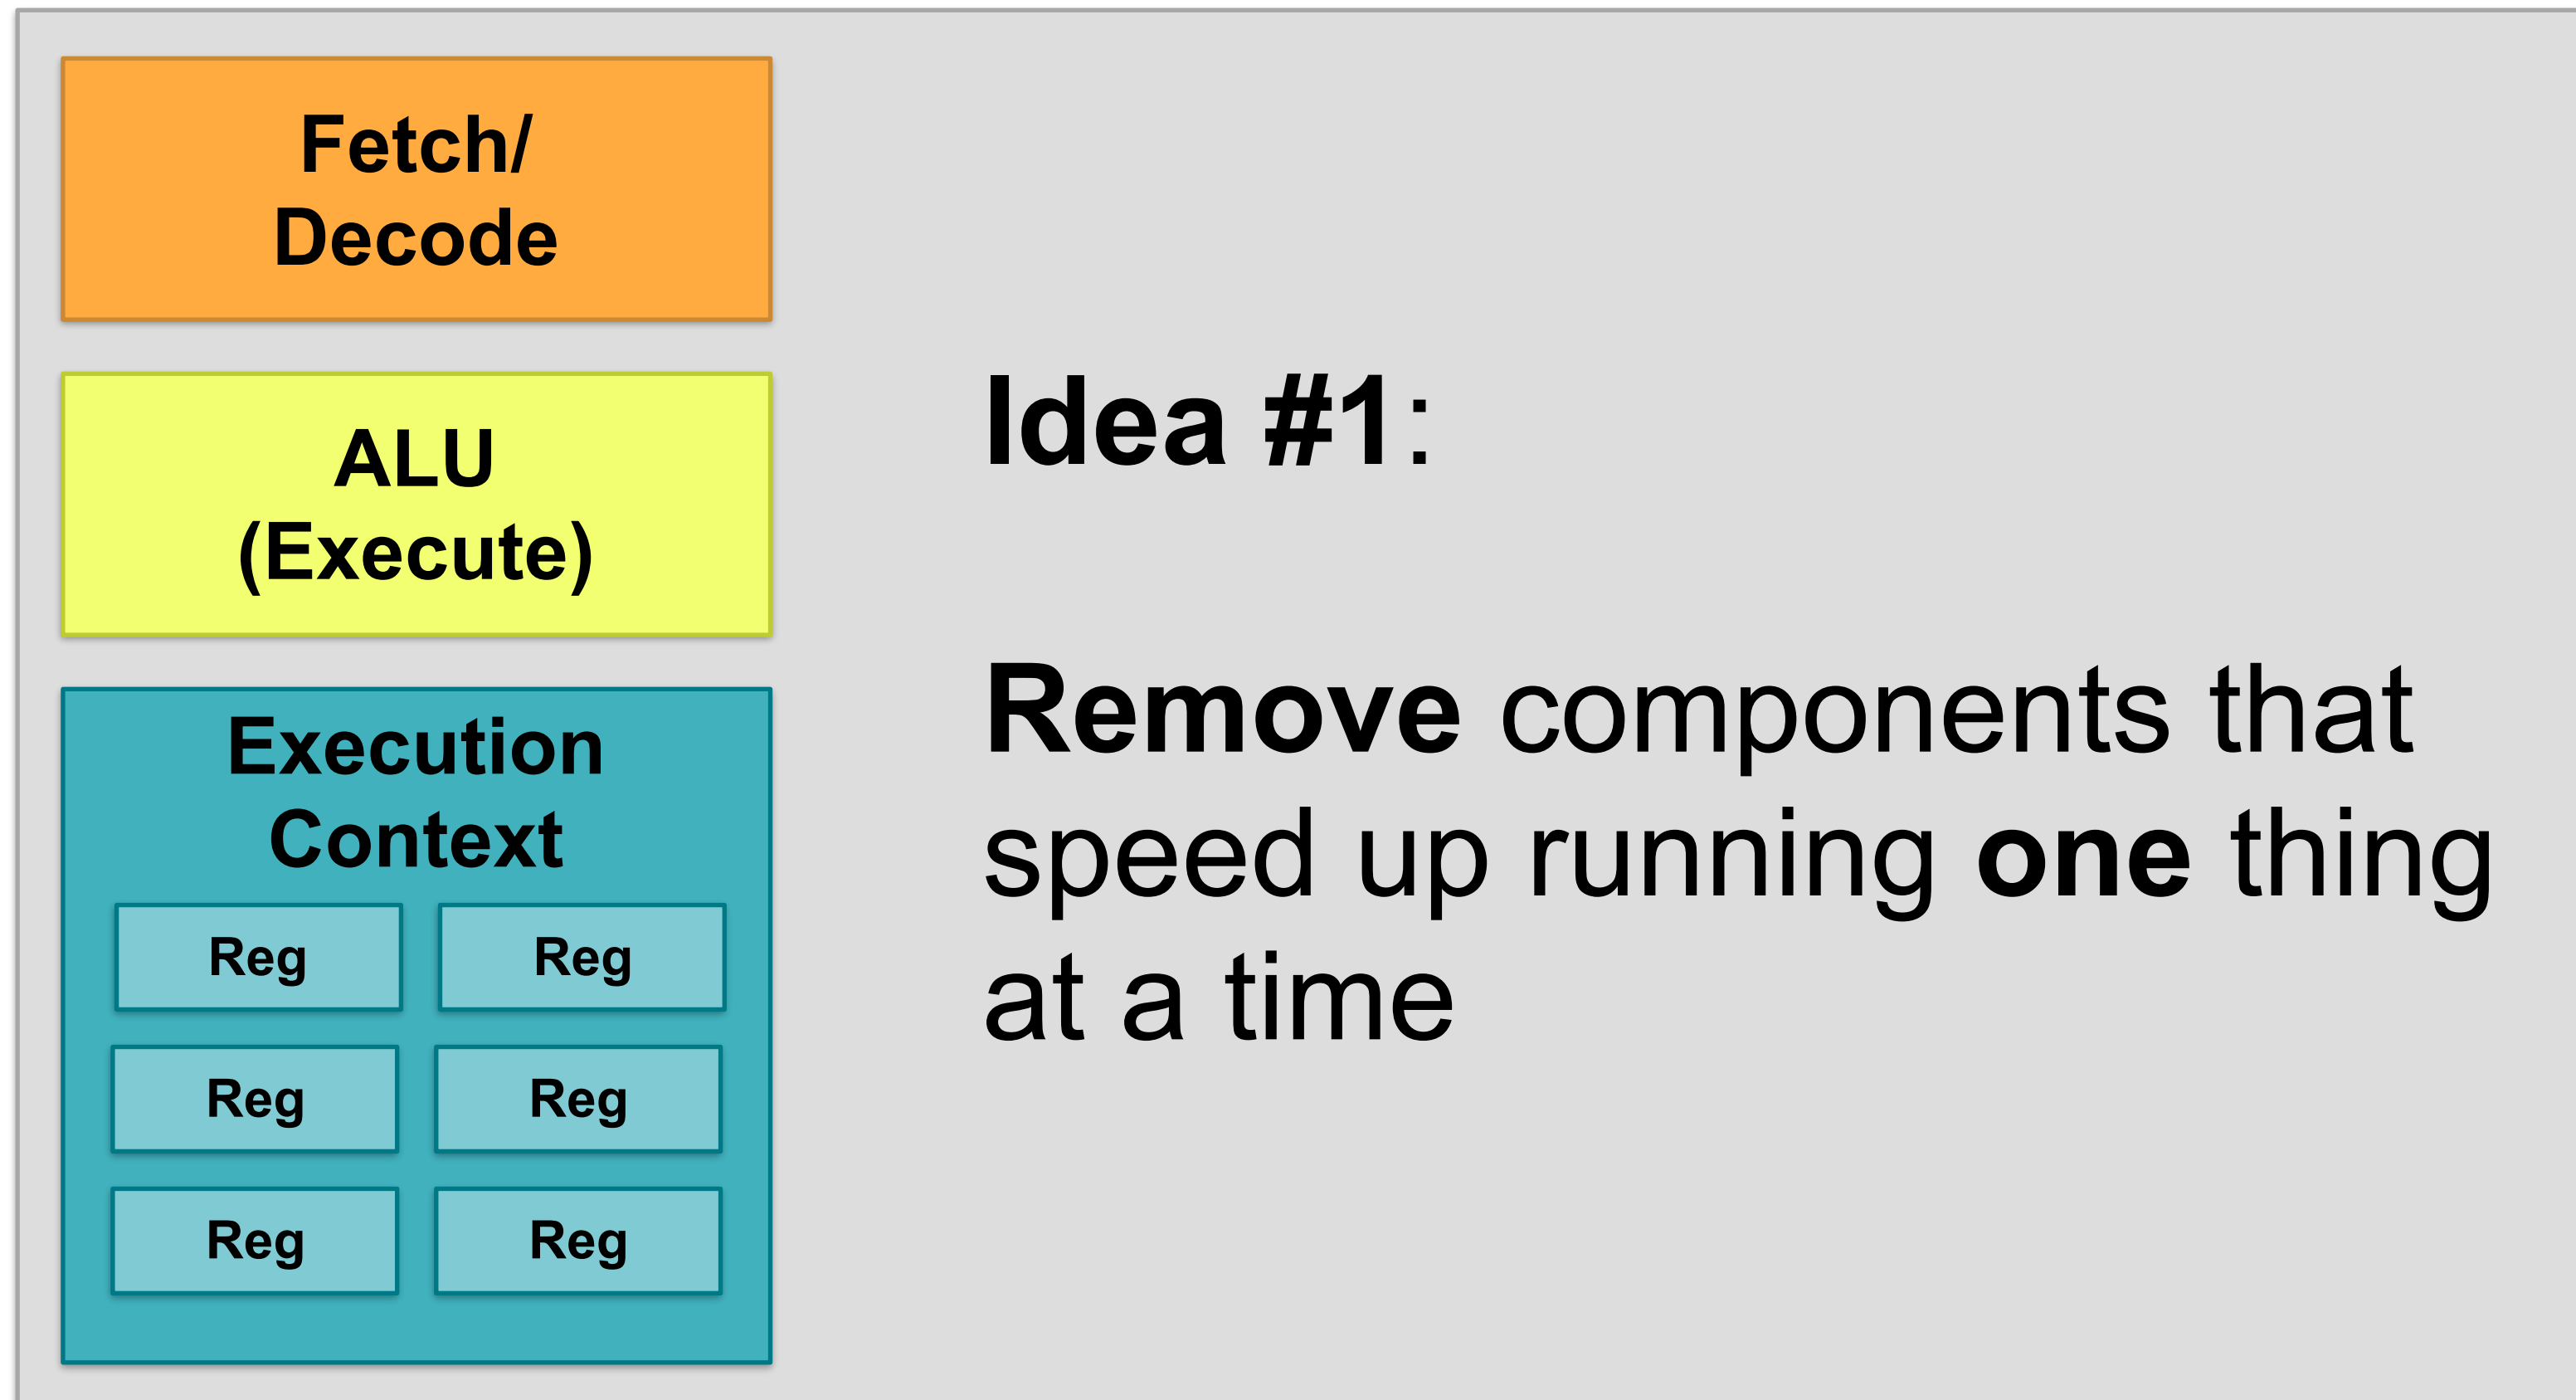 Fetch/
Decode
ALU
(Execute)
Execution
Context
Reg Reg
Reg Reg
Reg Reg
Idea #1:
Remove components that
speed up running one thing
at a time